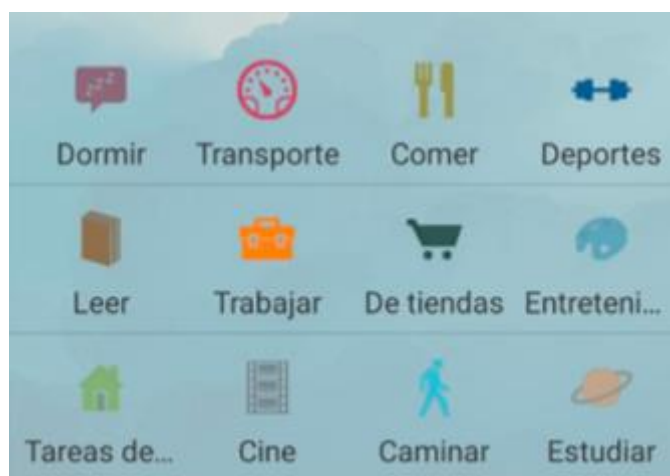 Dormir Transporte Comer Deportes
Leer Trabajar De tiendas Entreteni...
Tareas de... Cine Caminar Estudiar